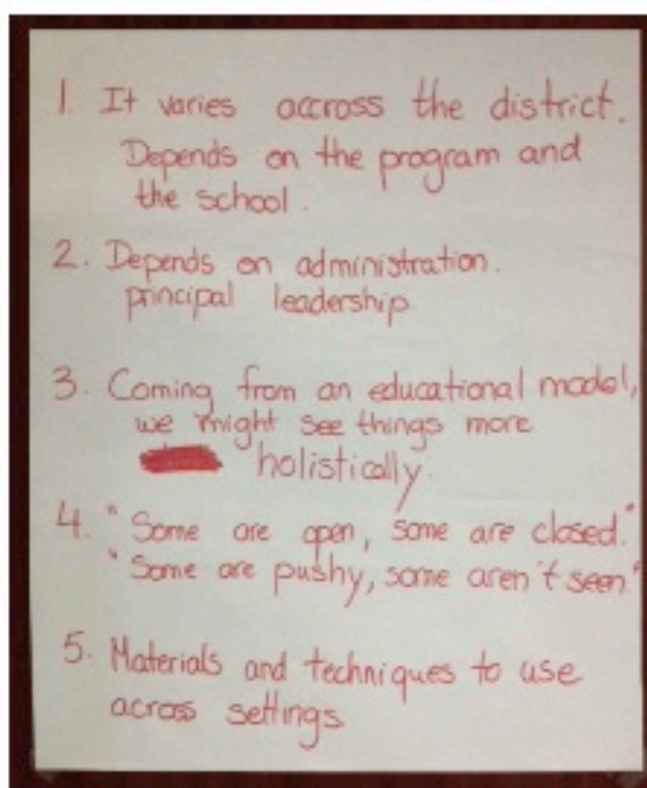 1. It varies accross the district.
Depends on the program and
the school.
2. Depends on administration.
principal leadership
3. Coming from an educational model,
we might see things more
holistically.
4. "Some are open, some are closed."
"Some are pushy, some aren't seen."
5. Materials and techniques to use
across settings